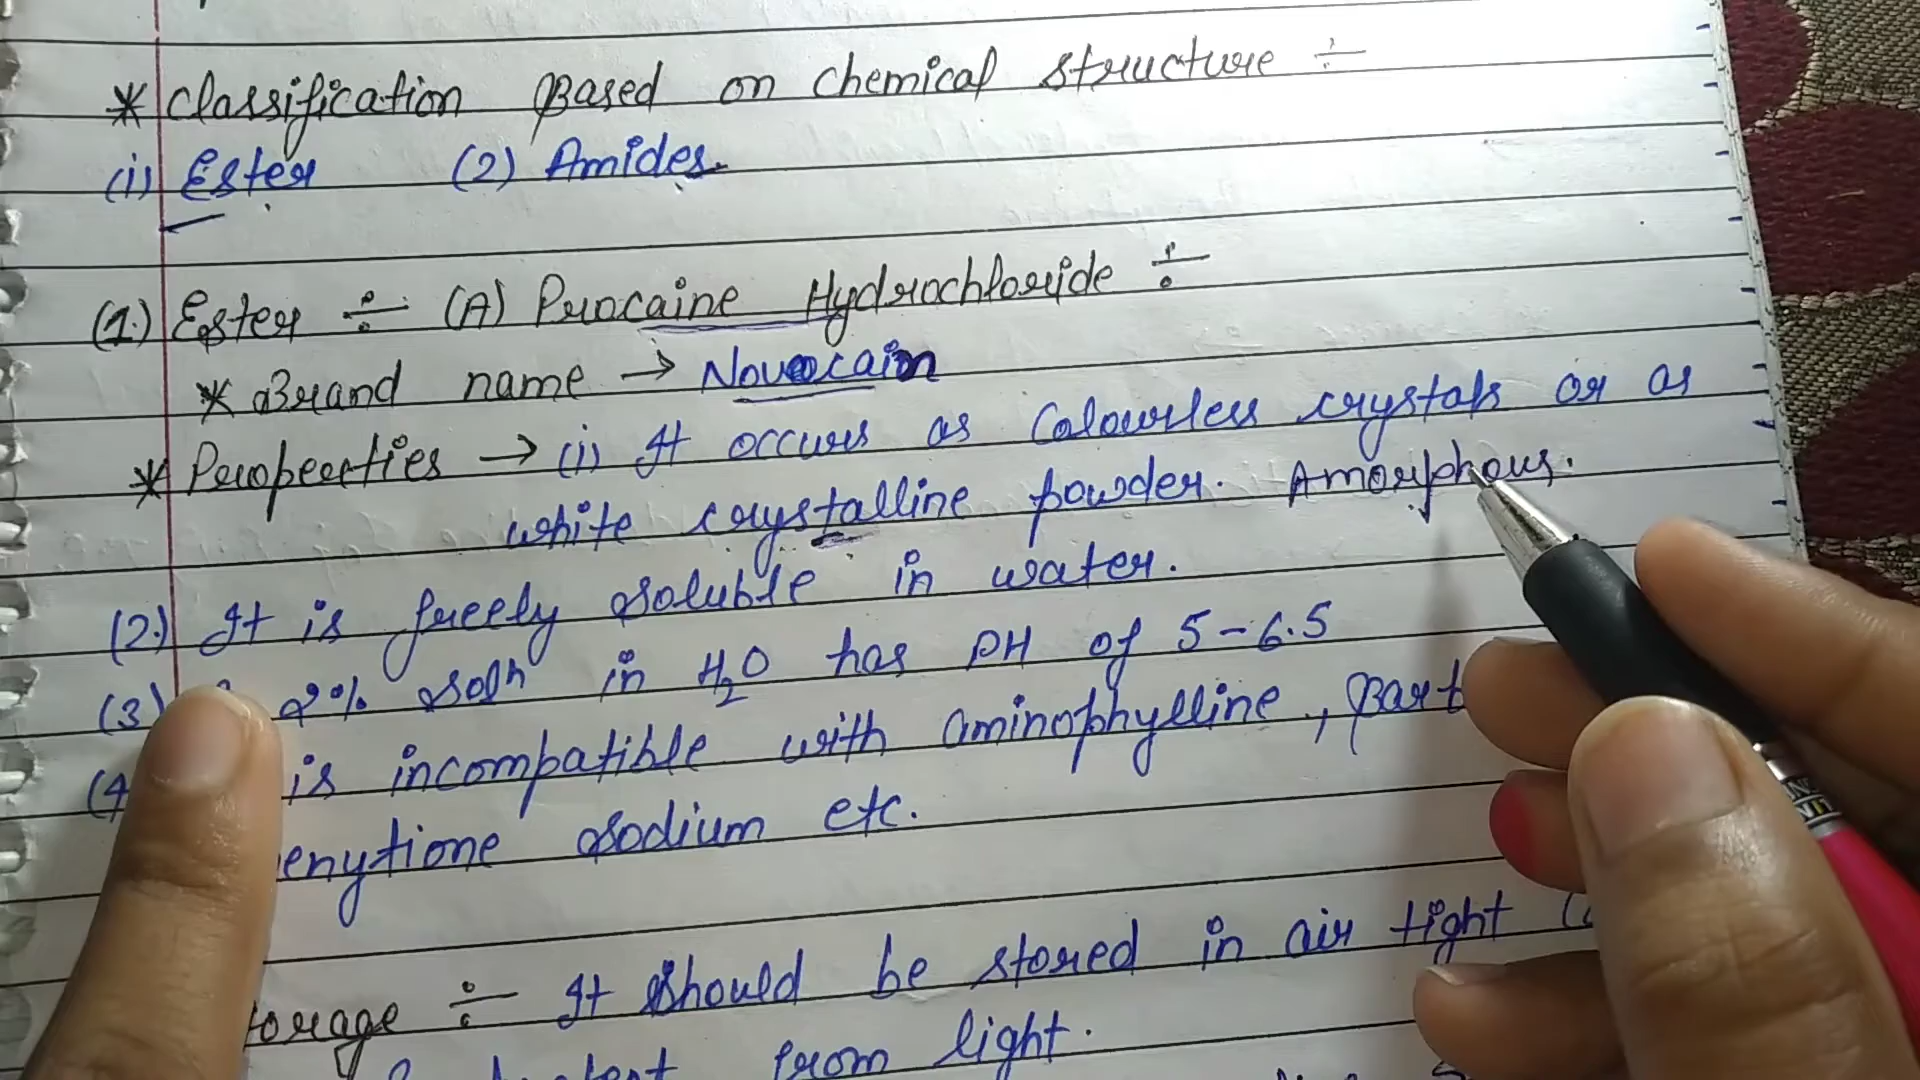 * Classification Based on chemical structure ÷
(i) Ester (2) Amides.
(1.) Ester ÷ (A) Procaine Hydrochloride ÷
* Brand name → Novocain
* Properties → (i) It occurs as Colourless crystals or as
white crystalline powder. Amorphous.
(2.) It is freely soluble in water.
(3) 2% soln in H₂O has PH of 5-6.5
(4 is incompatible with aminophylline, Bart
enytione sodium etc.
orage ÷ It should be stored in air tight (
from light.